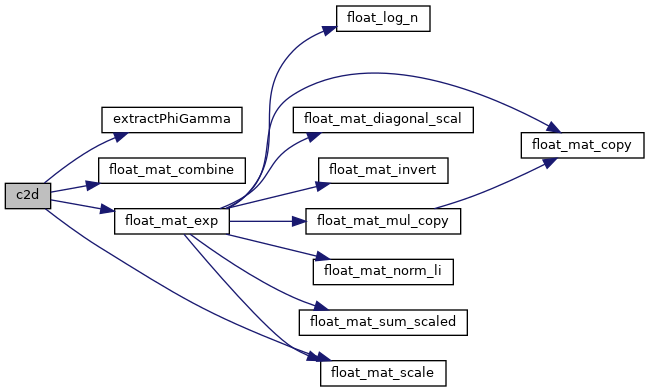 float_log_n
extractPhiGamma
float_mat_diagonal_scal
float_mat_copy
float_mat_combine
float_mat_invert
c2d
float_mat_exp
float_mat_mul_copy
float_mat_norm_li
float_mat_sum_scaled
float_mat_scale